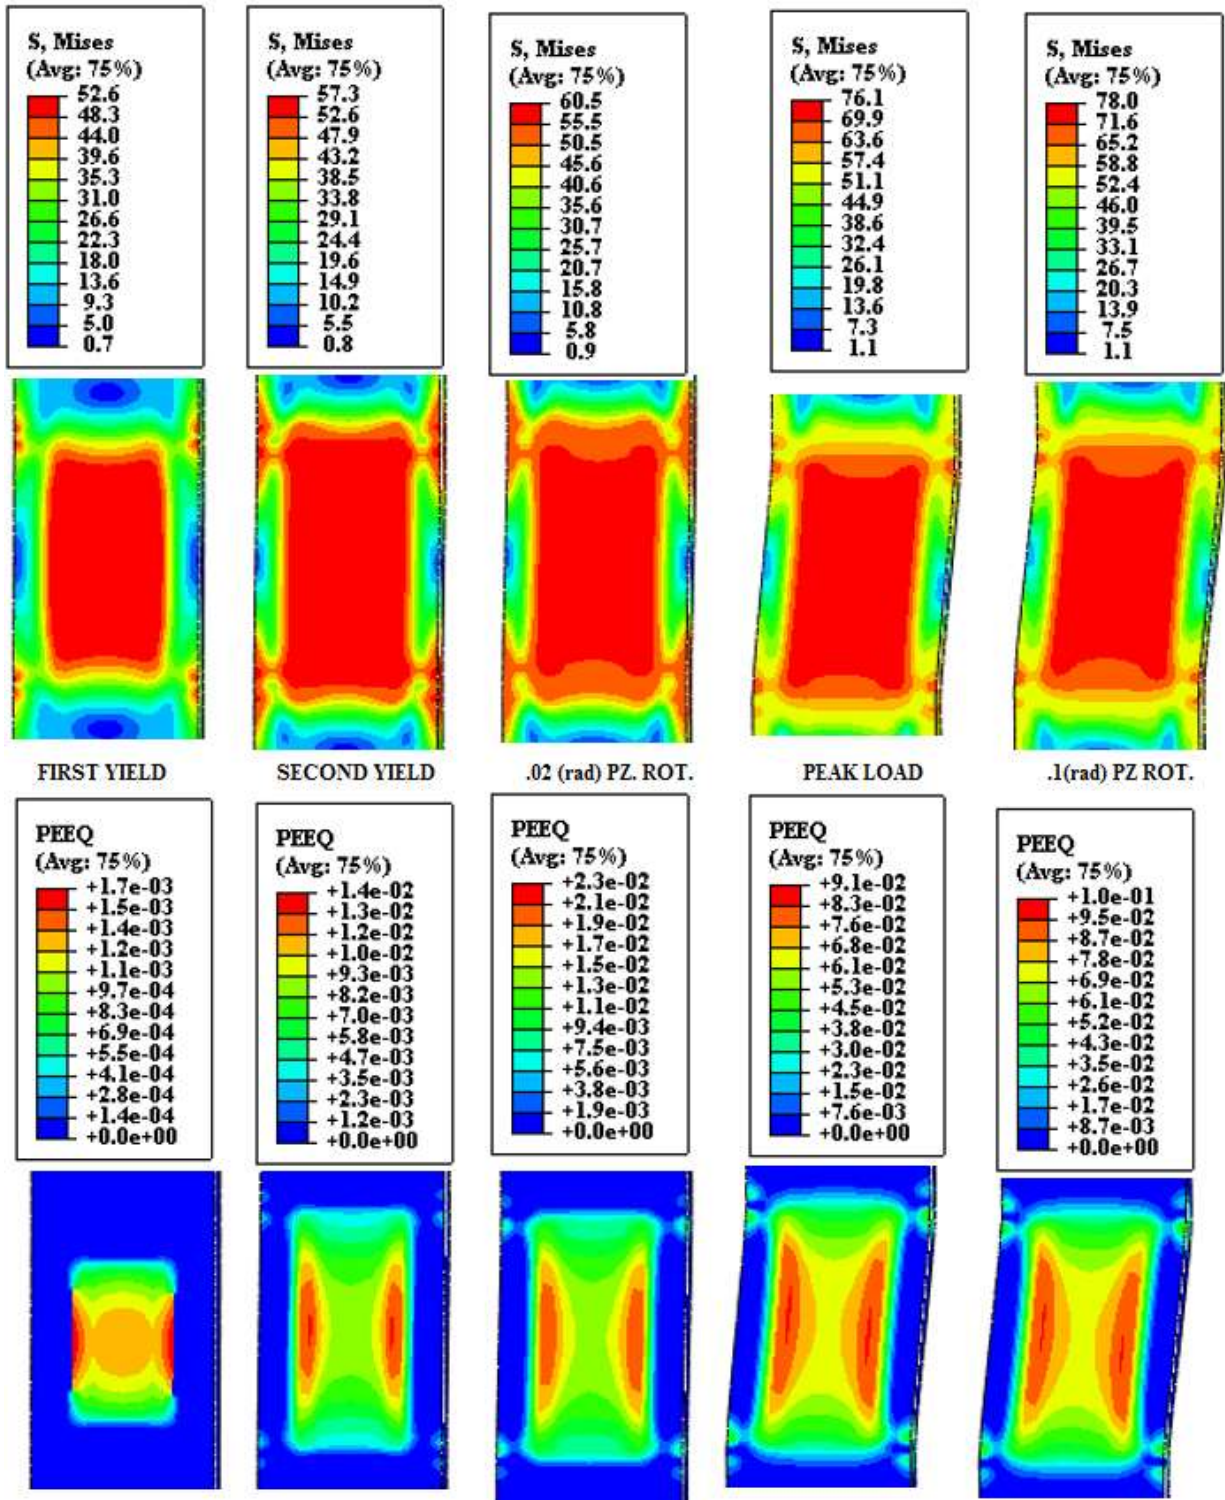 S, Mises
(Avg: 75%)
52.6
48.3
44.0
39.6
35.3
31.0
26.6
22.3
18.0
13.6
9.3
5.0
0.7
S, Mises
(Avg: 75%)
57.3
52.6
47.9
43.2
38.5
33.8
29.1
24.4
19.6
14.9
10.2
5.5
0.8
S, Mises
(Avg: 75%)
60.5
55.5
50.5
45.6
40.6
35.6
30.7
25.7
20.7
15.8
10.8
5.8
0.9
S, Mises
(Avg: 75%)
76.1
69.9
63.6
57.4
51.1
44.9
38.6
32.4
26.1
19.8
13.6
7.3
1.1
S, Mises
(Avg: 75%)
78.0
71.6
65.2
58.8
52.4
46.0
39.5
33.1
26.7
20.3
13.9
7.5
1.1
FIRST YIELD
SECOND YIELD
.02 (rad) PZ. ROT.
PEAK LOAD
.1(rad) PZ ROT.
PEEQ
(Avg: 75%)
+1.7e-03
+1.5e-03
+1.4e-03
+1.2e-03
+1.1e-03
+9.7e-04
+8.3e-04
+6.9e-04
+5.5e-04
+4.1e-04
+2.8e-04
+1.4e-04
+0.0e+00
PEEQ
(Avg: 75%)
+1.4e-02
+1.3e-02
+1.2e-02
+1.0e-02
+9.3e-03
+8.2e-03
+7.0e-03
+5.8e-03
+4.7e-03
+3.5e-03
+2.3e-03
+1.2e-03
+0.0e+00
PEEQ
(Avg: 75%)
+2.3e-02
+2.1e-02
+1.9e-02
+1.7e-02
+1.5e-02
+1.3e-02
+1.1e-02
+9.4e-03
+7.5e-03
+5.6e-03
+3.8e-03
+1.9e-03
+0.0e+00
PEEQ
(Avg: 75%)
+9.1e-02
+8.3e-02
+7.6e-02
+6.8e-02
+6.1e-02
+5.3e-02
+4.5e-02
+3.8e-02
+3.0e-02
+2.3e-02
+1.5e-02
+7.6e-03
+0.0e+00
PEEQ
(Avg: 75%)
+1.0e-01
+9.5e-02
+8.7e-02
+7.8e-02
+6.9e-02
+6.1e-02
+5.2e-02
+4.3e-02
+3.5e-02
+2.6e-02
+1.7e-02
+8.7e-03
+0.0e+00